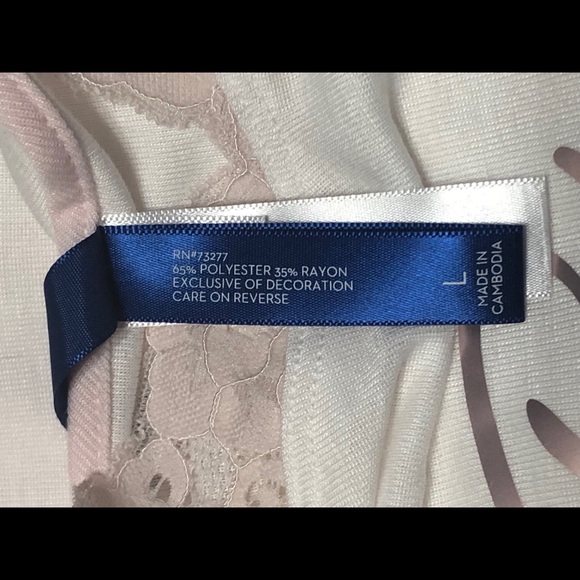 RN#73277
65% POLYESTER 35% RAYON
EXCLUSIVE OF DECORATION
CARE ON REVERSE
L
MADE IN
CAMBODIA